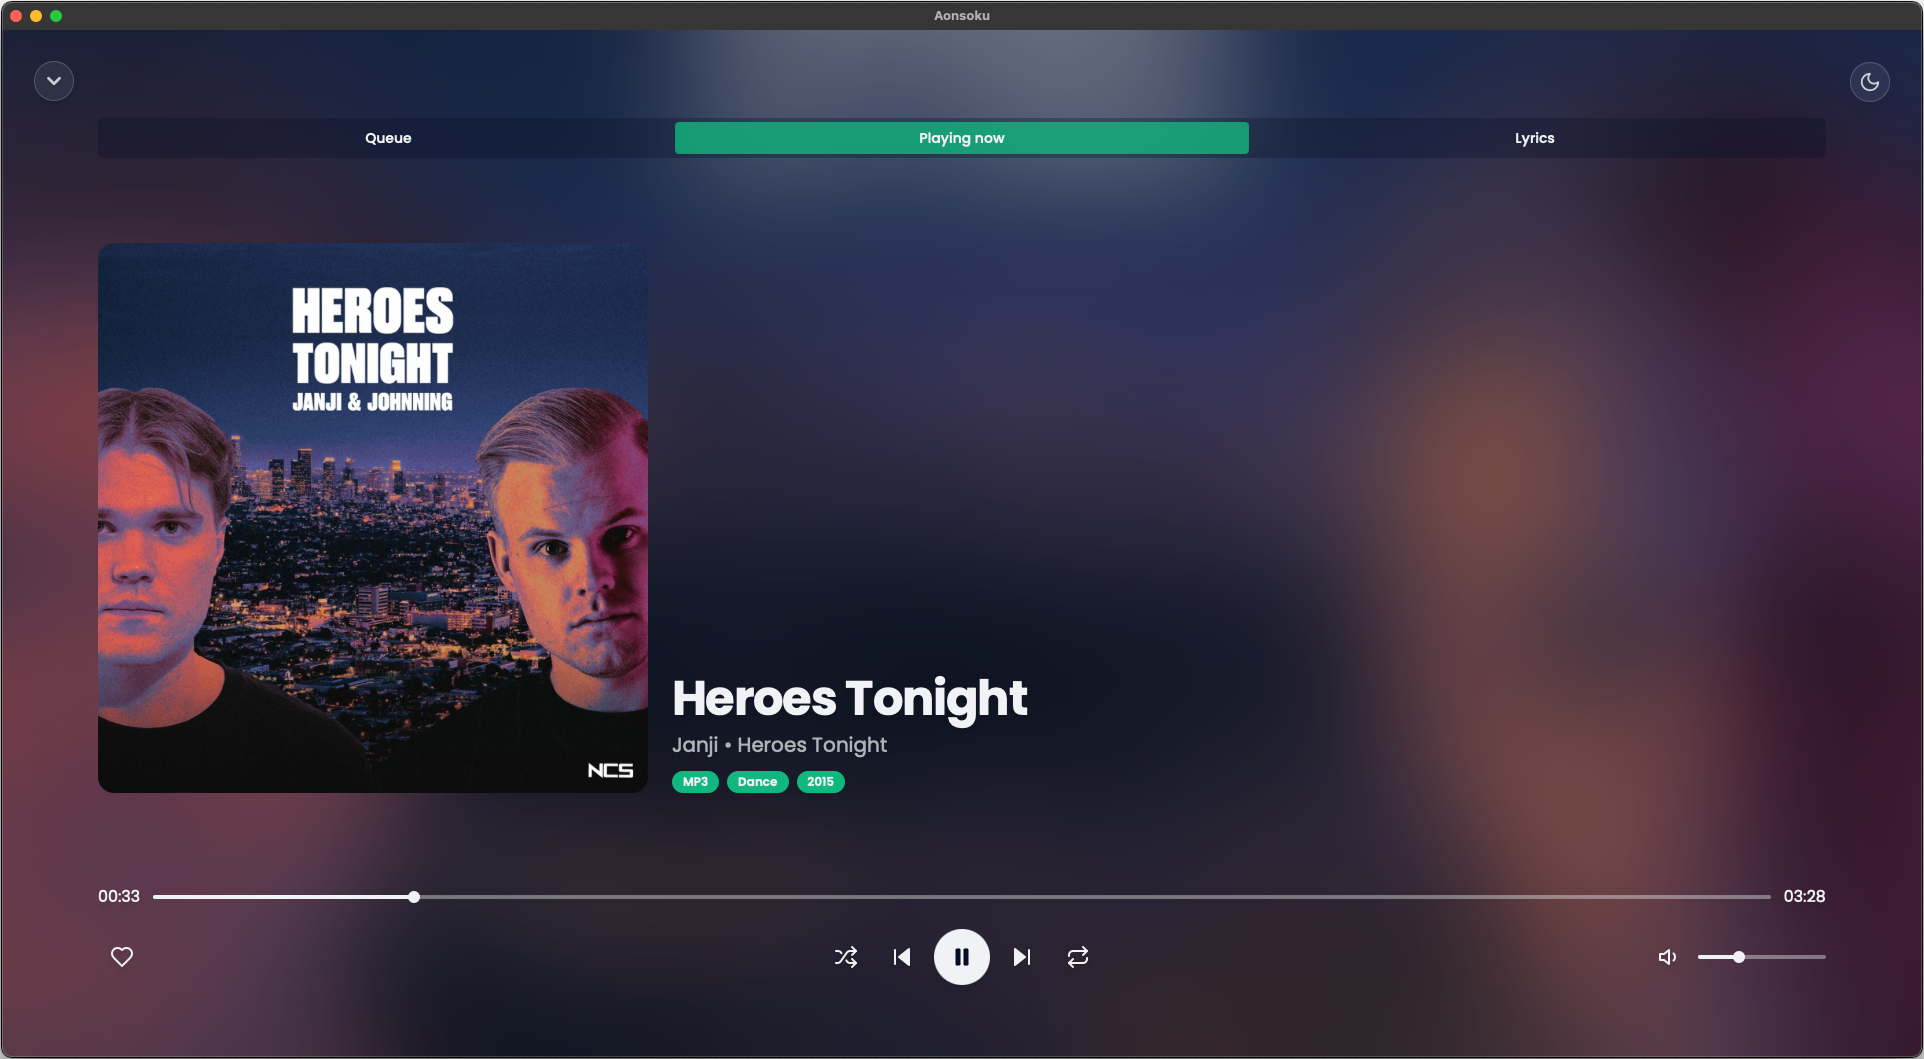 Aonsoku
Queue
Playing now
Lyrics
HEROES
TONIGHT
JANJI & JOHNNING
NCS
Heroes Tonight
Janji • Heroes Tonight
MP3 Dance 2015
00:33
03:28